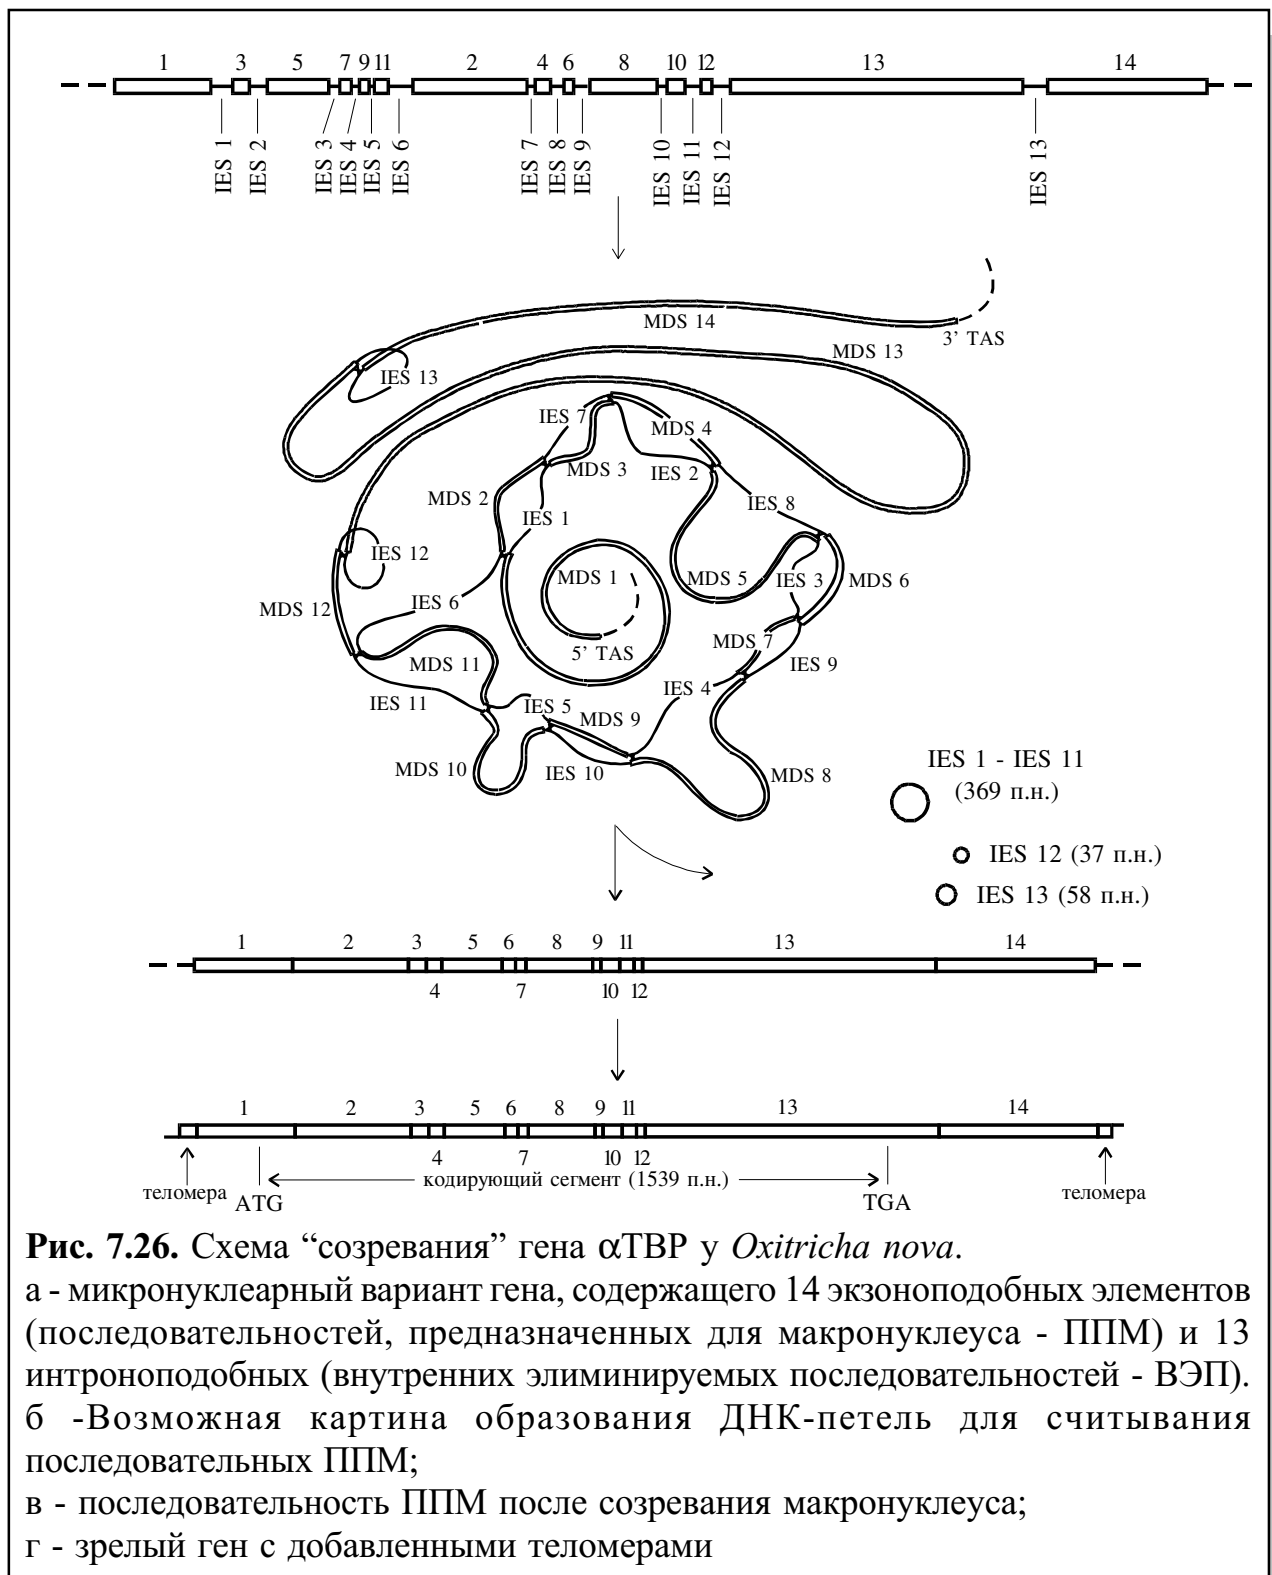 1 3 5 7 9 11 2 4 6 8 10 12 13 14
IES 1 IES 2 IES 3 IES 4 IES 5 IES 6 IES 7 IES 8 IES 9 IES 10 IES 11 IES 12 IES 13
MDS 14
3’ TAS
MDS 13
IES 13
IES 7
MDS 4
MDS 3
IES 2
MDS 2
IES 8
IES 1
IES 12
MDS 1
MDS 5
IES 3
MDS 6
MDS 12
IES 6
5’ TAS
MDS 7
MDS 11
IES 9
IES 11
IES 4
IES 5
MDS 9
MDS 10
IES 10
MDS 8
IES 1 - IES 11
(369 п.н.)
IES 12 (37 п.н.)
IES 13 (58 п.н.)
1 2 3 5 6 8 9 11 13 14
4 7 10 12
1 2 3 5 6 8 9 11 13 14
4 7 10 12
кодирующий сегмент (1539 п.н.)
теломера ATG TGA теломера
Рис. 7.26. Схема “созревания” гена αТВР у Oxitricha nova.
а - микронуклеарный вариант гена, содержащего 14 экзоноподобных элементов
(последовательностей, предназначенных для макронуклеуса - ППМ) и 13
интроноподобных (внутренних элиминируемых последовательностей - ВЭП).
б -Возможная картина образования ДНК-петель для считывания
последовательных ППМ;
в - последовательность ППМ после созревания макронуклеуса;
г - зрелый ген с добавленными теломерами